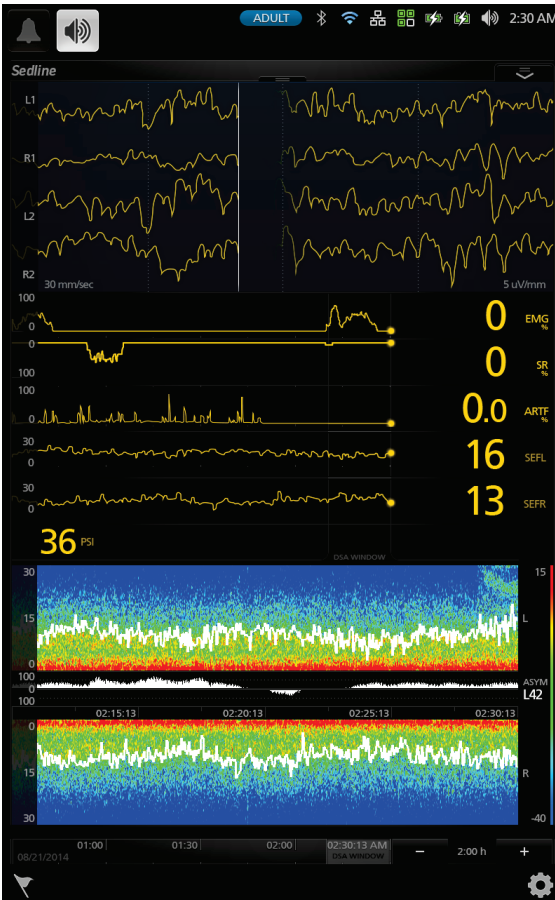 ADULT 2:30 AM
Sedline
L1
R1
L2
R2
30 mm/sec 5 uV/mm
100
0 0 EMG %
0
100 0 SR %
100
0 0.0 ARTF %
30
0 16 SEFL
30
0 13 SEFR
36 PSI
DSA WINDOW
30 15
15 L
0
100 ASYM
0 L42
100
02:15:13 02:20:13 02:25:13 02:30:13
0
15 R
30 -40
01:00 01:30 02:00 02:30:13 AM
08/21/2014 DSA WINDOW − 2:00 h +